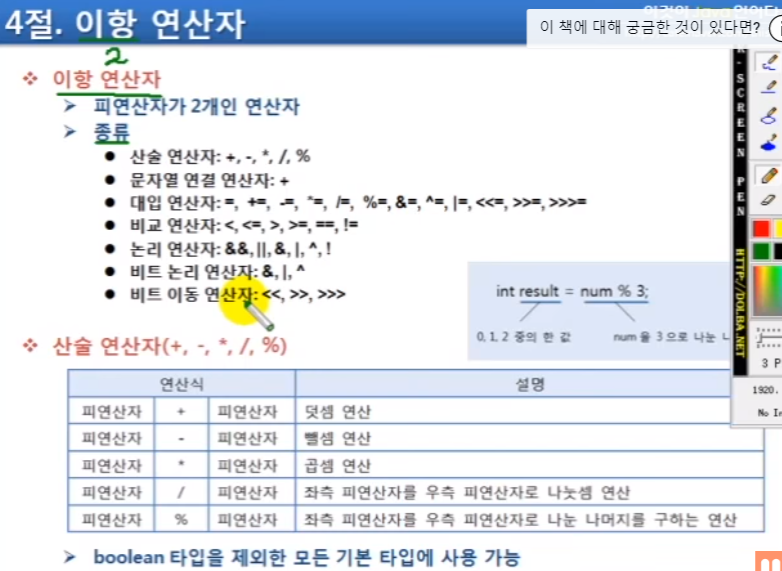 4절. 이항 연산자
이 책에 대해 궁금한 것이 있다면?
2
❖ 이항 연산자
➤ 피연산자가 2개인 연산자
➤ 종류
● 산술 연산자: +, -, *, /, %
● 문자열 연결 연산자: +
● 대입 연산자: =, +=, -=, *=, /=, %=, &=, ^=, |=, <<=, >>=, >>>=
● 비교 연산자: <, <=, >, >=, ==, !=
● 논리 연산자: &&, ||, &, |, ^, !
● 비트 논리 연산자: &, |, ^
● 비트 이동 연산자: <<, >>, >>>
int result = num % 3;
0, 1, 2 중의 한 값
num을 3으로 나눈
❖ 산술 연산자(+, -, *, /, %)
연산식 설명
피연산자 + 피연산자 덧셈 연산
피연산자 - 피연산자 뺄셈 연산
피연산자 * 피연산자 곱셈 연산
피연산자 / 피연산자 좌측 피연산자를 우측 피연산자로 나눗셈 연산
피연산자 % 피연산자 좌측 피연산자를 우측 피연산자로 나눈 나머지를 구하는 연산
➤ boolean 타입을 제외한 모든 기본 타입에 사용 가능
-SCREEN PEN
HTTP://DOLBA.NET
3 P
1920.
No In